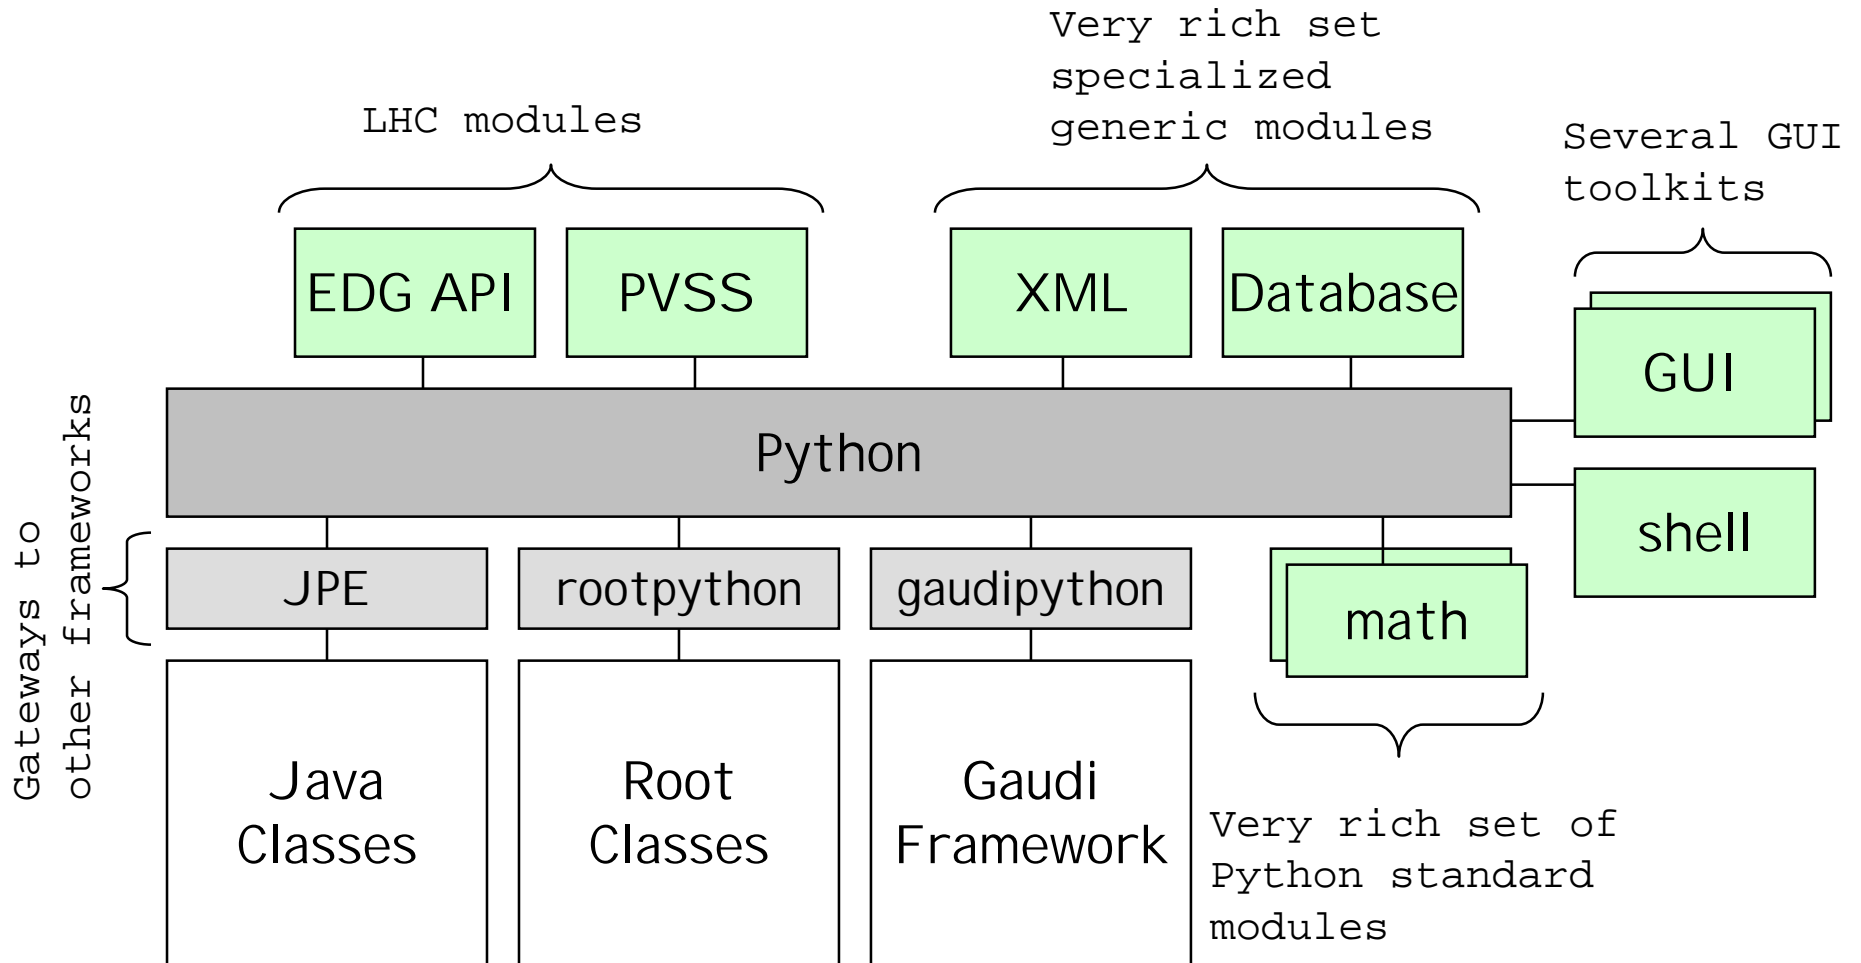 Very rich set
specialized
generic modules
LHC modules
Several GUI
toolkits
EDG API
PVSS
XML
Database
GUI
Python
shell
Gateways to
other frameworks
JPE
rootpython
gaudipython
math
Java
Classes
Root
Classes
Gaudi
Framework
Very rich set of
Python standard
modules